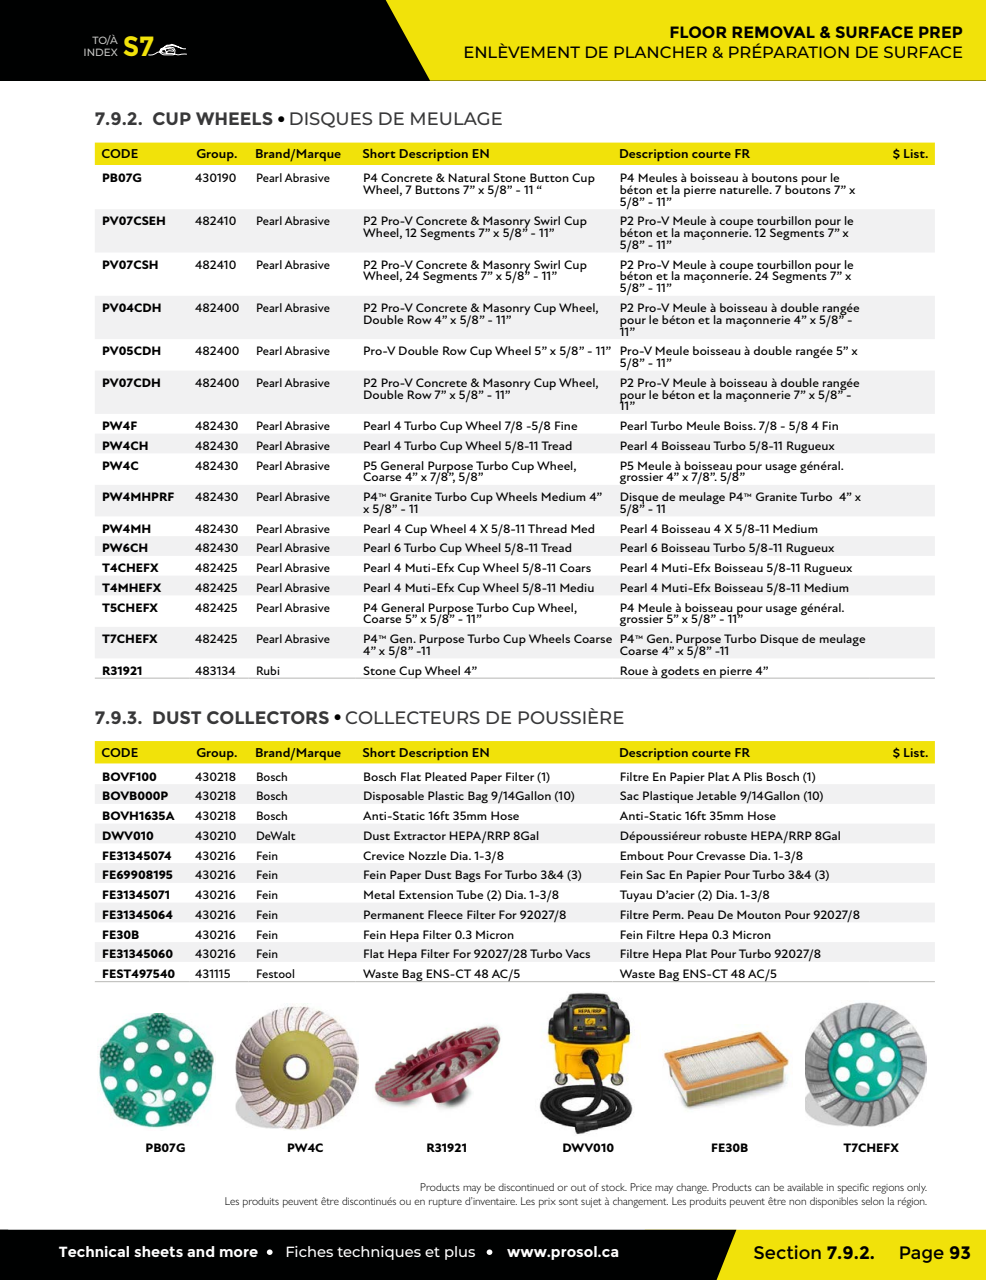 TO/À
INDEX S7
FLOOR REMOVAL & SURFACE PREP
ENLÈVEMENT DE PLANCHER & PRÉPARATION DE SURFACE
7.9.2. CUP WHEELS • DISQUES DE MEULAGE
CODE Group. Brand/Marque Short Description EN Description courte FR $ List.
PB07G 430190 Pearl Abrasive P4 Concrete & Natural Stone Button Cup P4 Meules à boisseau à boutons pour le
Wheel, 7 Buttons 7” x 5/8” - 11 “ béton et la pierre naturelle. 7 boutons 7” x
5/8” - 11”
PV07CSEH 482410 Pearl Abrasive P2 Pro-V Concrete & Masonry Swirl Cup P2 Pro-V Meule à coupe tourbillon pour le
Wheel, 12 Segments 7” x 5/8” - 11” béton et la maçonnerie. 12 Segments 7” x
5/8” - 11”
PV07CSH 482410 Pearl Abrasive P2 Pro-V Concrete & Masonry Swirl Cup P2 Pro-V Meule à coupe tourbillon pour le
Wheel, 24 Segments 7” x 5/8” - 11” béton et la maçonnerie. 24 Segments 7” x
5/8” - 11”
PV04CDH 482400 Pearl Abrasive P2 Pro-V Concrete & Masonry Cup Wheel, P2 Pro-V Meule à boisseau à double rangée
Double Row 4” x 5/8” - 11” pour le béton et la maçonnerie 4” x 5/8” -
11”
PV05CDH 482400 Pearl Abrasive Pro-V Double Row Cup Wheel 5” x 5/8” - 11” Pro-V Meule boisseau à double rangée 5” x
5/8” - 11”
PV07CDH 482400 Pearl Abrasive P2 Pro-V Concrete & Masonry Cup Wheel, P2 Pro-V Meule à boisseau à double rangée
Double Row 7” x 5/8” - 11” pour le béton et la maçonnerie 7” x 5/8” -
11”
PW4F 482430 Pearl Abrasive Pearl 4 Turbo Cup Wheel 7/8 -5/8 Fine Pearl Turbo Meule Boiss. 7/8 - 5/8 4 Fin
PW4CH 482430 Pearl Abrasive Pearl 4 Turbo Cup Wheel 5/8-11 Tread Pearl 4 Boisseau Turbo 5/8-11 Rugueux
PW4C 482430 Pearl Abrasive P5 General Purpose Turbo Cup Wheel, P5 Meule à boisseau pour usage général.
Coarse 4” x 7/8”, 5/8” grossier 4” x 7/8”. 5/8”
PW4MHPRF 482430 Pearl Abrasive P4™ Granite Turbo Cup Wheels Medium 4” Disque de meulage P4™ Granite Turbo 4” x
x 5/8” - 11 5/8” - 11
PW4MH 482430 Pearl Abrasive Pearl 4 Cup Wheel 4 X 5/8-11 Thread Med Pearl 4 Boisseau 4 X 5/8-11 Medium
PW6CH 482430 Pearl Abrasive Pearl 6 Turbo Cup Wheel 5/8-11 Tread Pearl 6 Boisseau Turbo 5/8-11 Rugueux
T4CHEFX 482425 Pearl Abrasive Pearl 4 Muti-Efx Cup Wheel 5/8-11 Coars Pearl 4 Muti-Efx Boisseau 5/8-11 Rugueux
T4MHEFX 482425 Pearl Abrasive Pearl 4 Muti-Efx Cup Wheel 5/8-11 Mediu Pearl 4 Muti-Efx Boisseau 5/8-11 Medium
T5CHEFX 482425 Pearl Abrasive P4 General Purpose Turbo Cup Wheel, P4 Meule à boisseau pour usage général.
Coarse 5” x 5/8” - 11” grossier 5” x 5/8” - 11”
T7CHEFX 482425 Pearl Abrasive P4™ Gen. Purpose Turbo Cup Wheels Coarse P4™ Gen. Purpose Turbo Disque de meulage
4” x 5/8” -11 Coarse 4” x 5/8” -11
R31921 483134 Rubi Stone Cup Wheel 4” Roue à godets en pierre 4”
7.9.3. DUST COLLECTORS • COLLECTEURS DE POUSSIÈRE
CODE Group. Brand/Marque Short Description EN Description courte FR $ List.
BOVF100 430218 Bosch Bosch Flat Pleated Paper Filter (1) Filtre En Papier Plat A Plis Bosch (1)
BOVB000P 430218 Bosch Disposable Plastic Bag 9/14Gallon (10) Sac Plastique Jetable 9/14Gallon (10)
BOVH1635A 430218 Bosch Anti-Static 16ft 35mm Hose Anti-Static 16ft 35mm Hose
DWV010 430210 DeWalt Dust Extractor HEPA/RRP 8Gal Dépoussiéreur robuste HEPA/RRP 8Gal
FE31345074 430216 Fein Crevice Nozzle Dia. 1-3/8 Embout Pour Crevasse Dia. 1-3/8
FE69908195 430216 Fein Fein Paper Dust Bags For Turbo 3&4 (3) Fein Sac En Papier Pour Turbo 3&4 (3)
FE31345071 430216 Fein Metal Extension Tube (2) Dia. 1-3/8 Tuyau D’acier (2) Dia. 1-3/8
FE31345064 430216 Fein Permanent Fleece Filter For 92027/8 Filtre Perm. Peau De Mouton Pour 92027/8
FE30B 430216 Fein Fein Hepa Filter 0.3 Micron Fein Filtre Hepa 0.3 Micron
FE31345060 430216 Fein Flat Hepa Filter For 92027/28 Turbo Vacs Filtre Hepa Plat Pour Turbo 92027/8
FEST497540 431115 Festool Waste Bag ENS-CT 48 AC/5 Waste Bag ENS-CT 48 AC/5
HEPA/RRP
PB07G PW4C R31921 DWV010 FE30B T7CHEFX
Products may be discontinued or out of stock. Price may change. Products can be available in specific regions only.
Les produits peuvent être discontinués ou en rupture d’inventaire. Les prix sont sujet à changement. Les produits peuvent être non disponibles selon la région.
Technical sheets and more • Fiches techniques et plus • www.prosol.ca
Section 7.9.2. Page 93